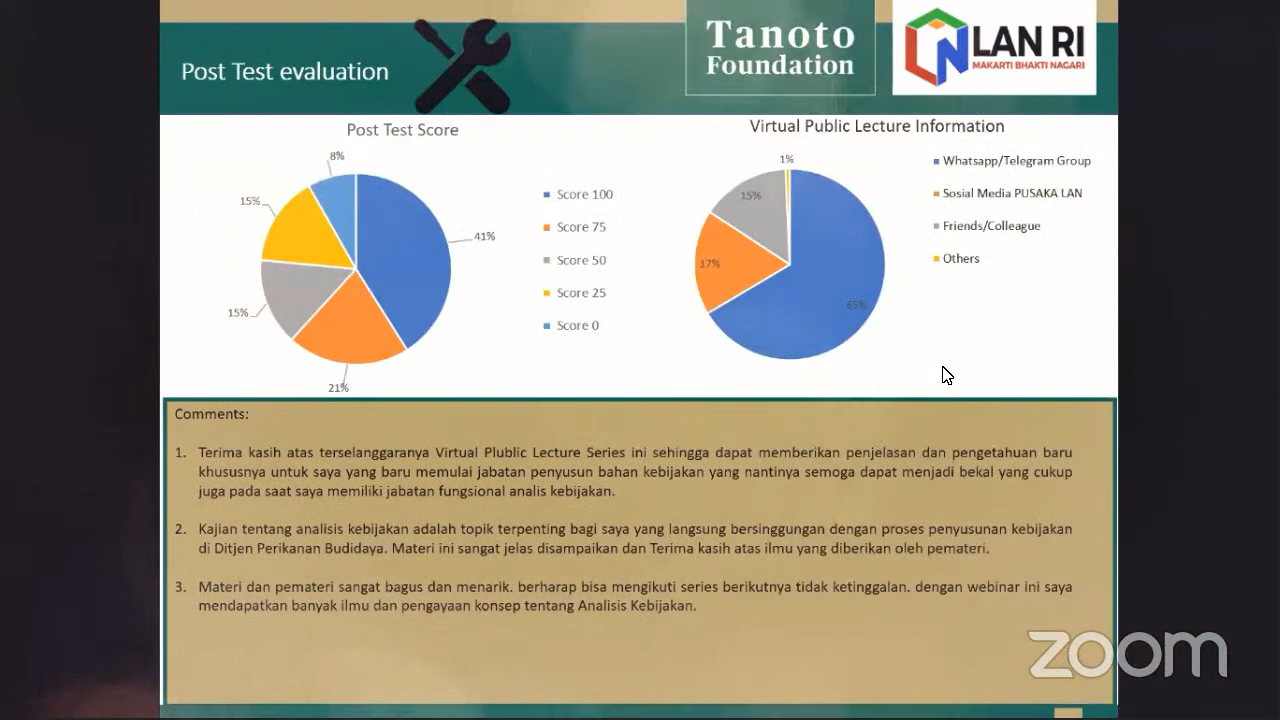 Post Test evaluation
Tanoto
Foundation
LAN RI
MAKARTI BHAKTI NAGARI
Post Test Score
8%
15%
41%
15%
21%
Score 100
Score 75
Score 50
Score 25
Score 0
Virtual Public Lecture Information
1%
15%
17%
65%
Whatsapp/Telegram Group
Sosial Media PUSAKA LAN
Friends/Colleague
Others
Comments:
1. Terima kasih atas terselanggaranya Virtual Plublic Lecture Series ini sehingga dapat memberikan penjelasan dan pengetahuan baru
khususnya untuk saya yang baru memulai jabatan penyusun bahan kebijakan yang nantinya semoga dapat menjadi bekal yang cukup
juga pada saat saya memiliki jabatan fungsional analis kebijakan.
2. Kajian tentang analisis kebijakan adalah topik terpenting bagi saya yang langsung bersinggungan dengan proses penyusunan kebijakan
di Ditjen Perikanan Budidaya. Materi ini sangat jelas disampaikan dan Terima kasih atas ilmu yang diberikan oleh pemateri.
3. Materi dan pemateri sangat bagus dan menarik. berharap bisa mengikuti series berikutnya tidak ketinggalan. dengan webinar ini saya
mendapatkan banyak ilmu dan pengayaan konsep tentang Analisis Kebijakan.
zoom